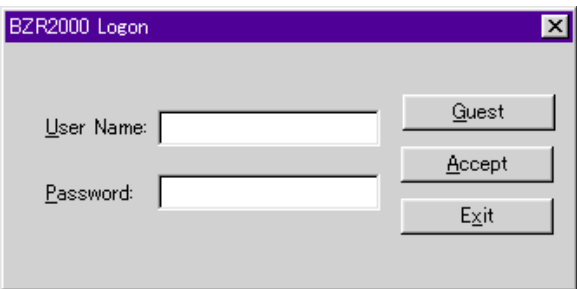 BZR2000 Logon
User Name:
Guest
Accept
Password:
Exit